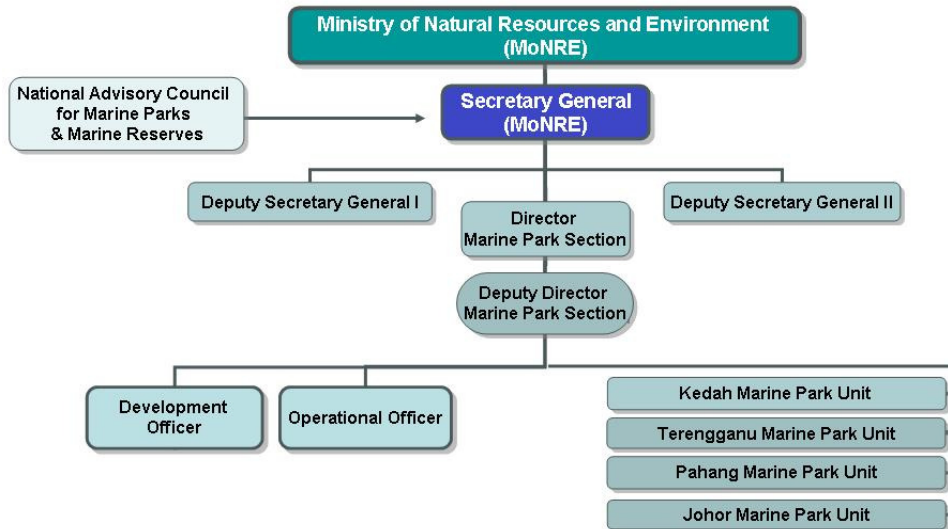 Ministry of Natural Resources and Environment
(MoNRE)
National Advisory Council
for Marine Parks
& Marine Reserves
Secretary General
(MoNRE)
Deputy Secretary General I
Deputy Secretary General II
Director
Marine Park Section
Deputy Director
Marine Park Section
Development
Officer
Operational Officer
Kedah Marine Park Unit
Terengganu Marine Park Unit
Pahang Marine Park Unit
Johor Marine Park Unit